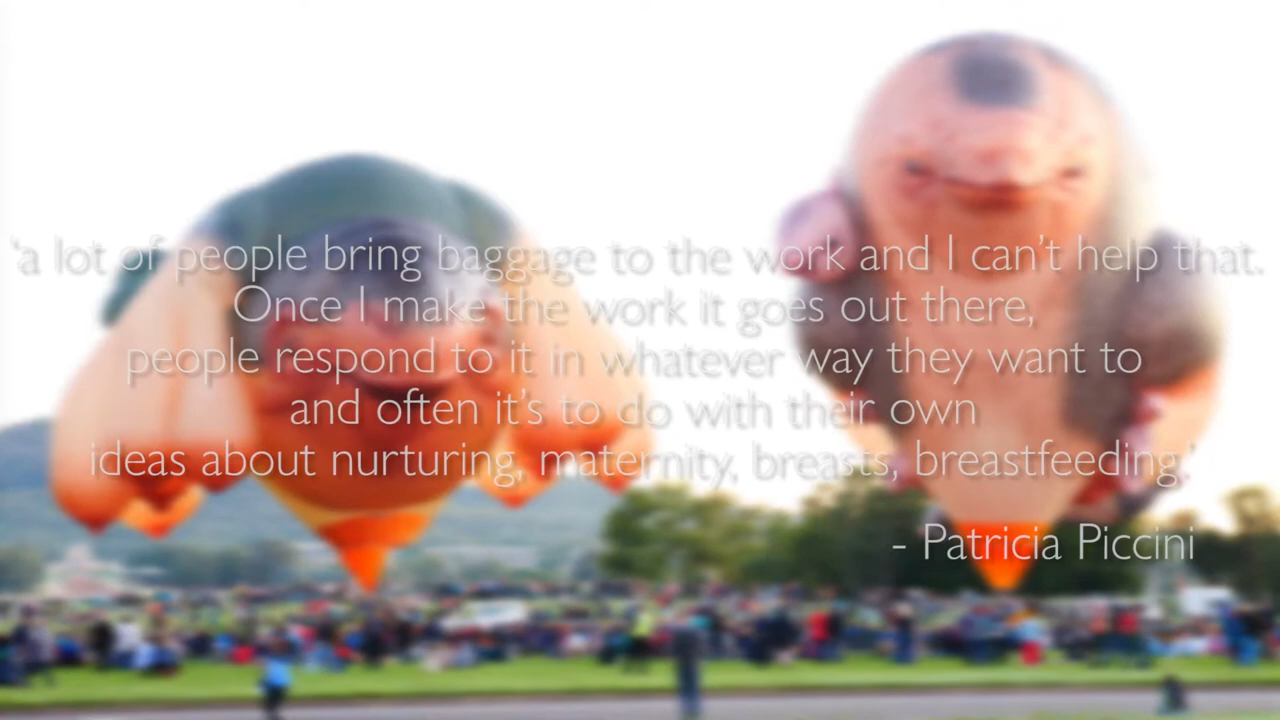 'a lot of people bring baggage to the work and I can't help that.
Once I make the work it goes out there,
people respond to it in whatever way they want to
and often it's to do with their own
ideas about nurturing, maternity, breasts, breastfeeding.'
- Patricia Piccini